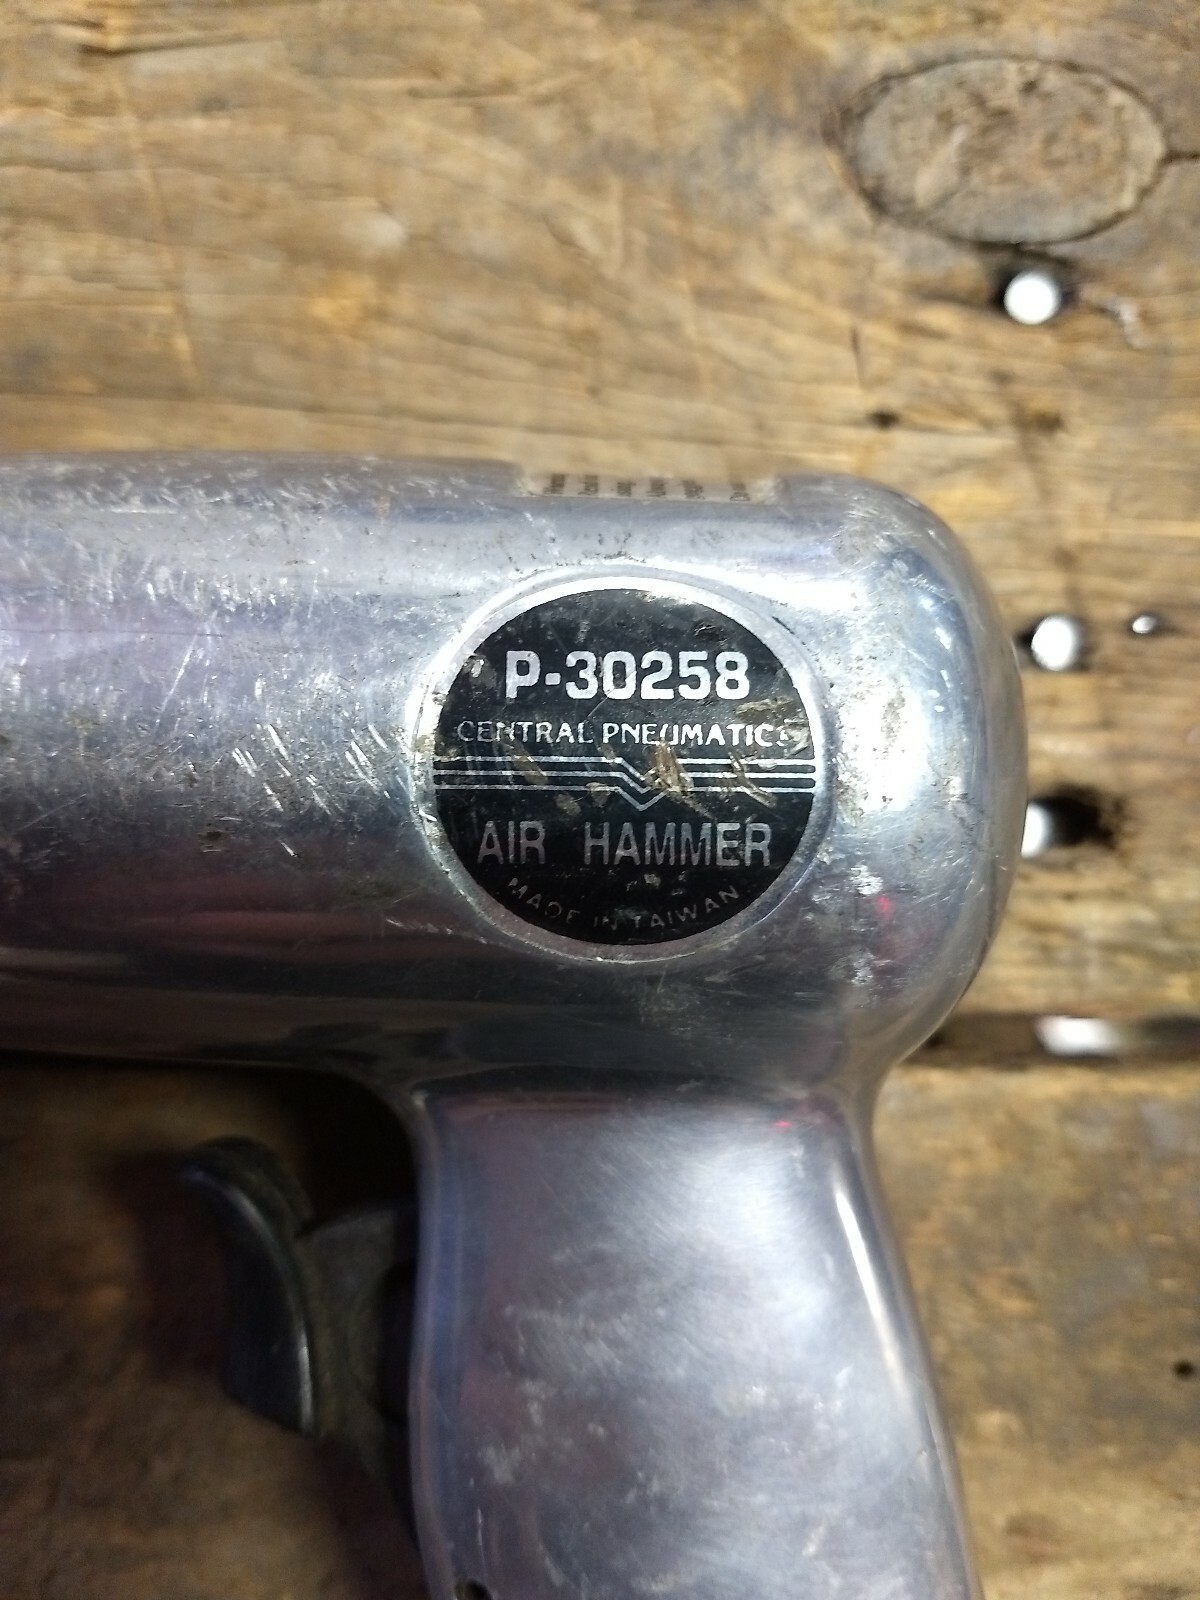 P-30258
CENTRAL PNEUMATICS
AIR HAMMER
MADE IN TAIWAN